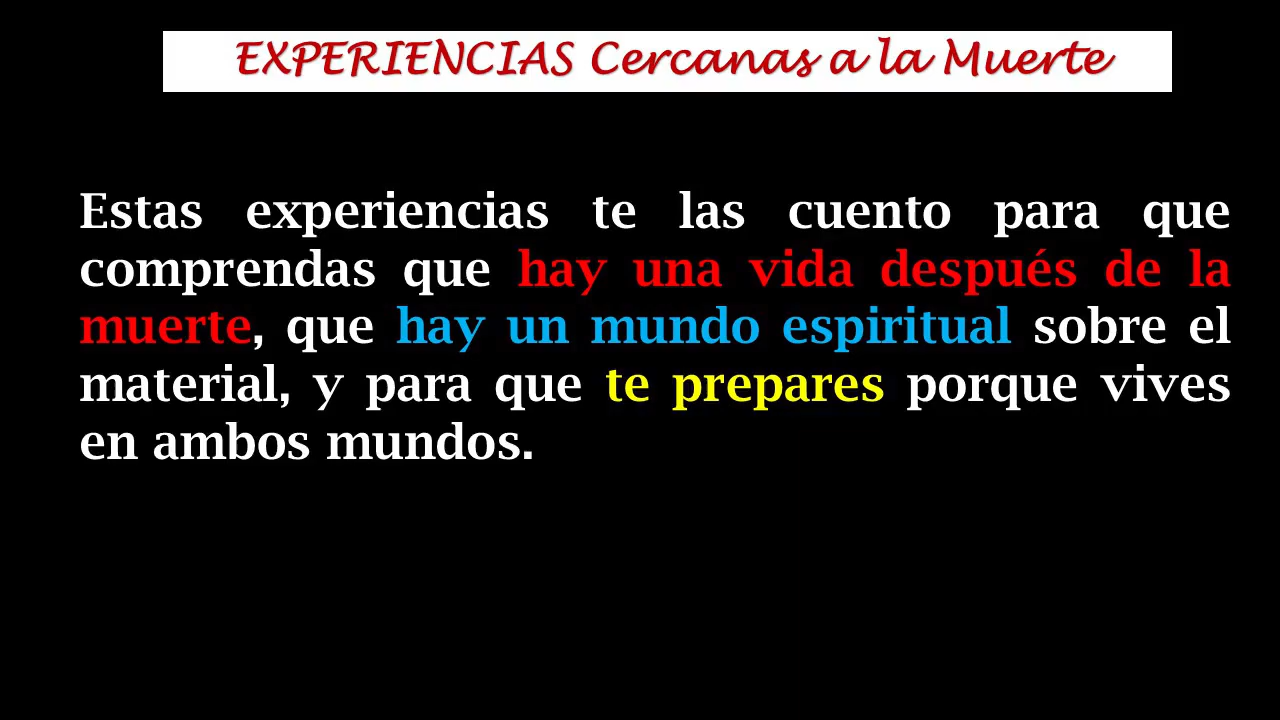 EXPERIENCIAS Cercanas a la Muerte
Estas experiencias te las cuento para que
comprendas que hay una vida después de la
muerte, que hay un mundo espiritual sobre el
material, y para que te prepares porque vives
en ambos mundos.